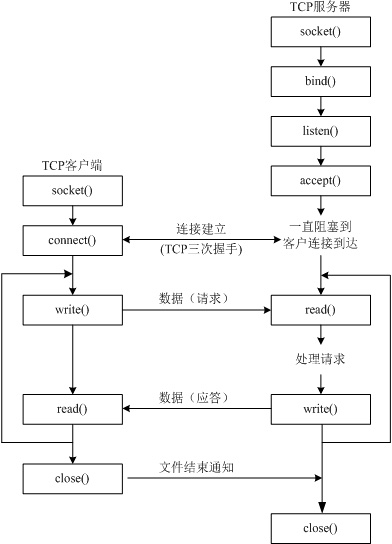 TCP服务器
socket()
bind()
listen()
TCP客户端
accept()
socket()
连接建立
一直阻塞到
connect()
(TCP三次握手)
客户连接到达
write()
数据（请求）
read()
处理请求
read()
数据（应答）
write()
close()
文件结束通知
close()